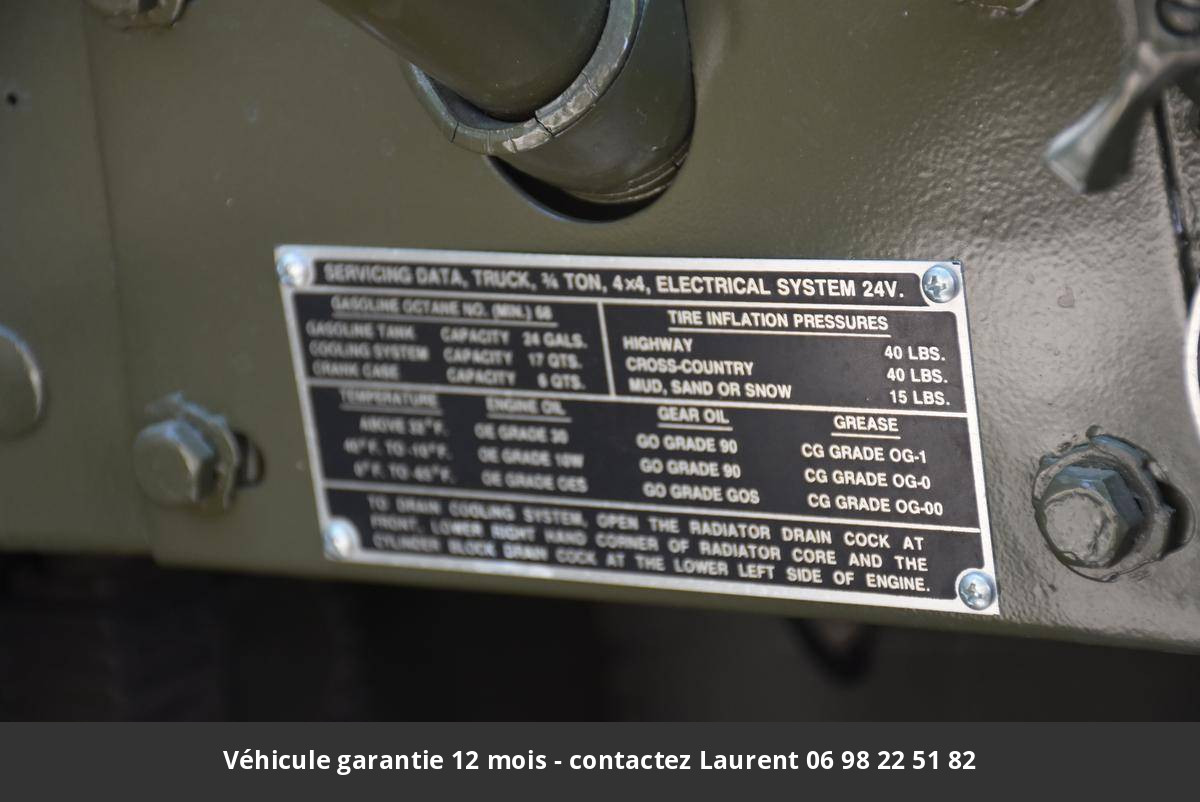 SERVICING DATA, TRUCK, ¾ TON, 4x4, ELECTRICAL SYSTEM 24V.
GASOLINE OCTANE NO. (MIN.) 68
GASOLINE TANK CAPACITY 24 GALS.
COOLING SYSTEM CAPACITY 17 QTS.
CRANK CASE CAPACITY 6 QTS.
TIRE INFLATION PRESSURES
HIGHWAY 40 LBS.
CROSS-COUNTRY 40 LBS.
MUD, SAND OR SNOW 15 LBS.
TEMPERATURE ENGINE OIL GEAR OIL GREASE
ABOVE 32°F. OE GRADE 30 GO GRADE 90 CG GRADE OG-1
40°F. TO -10°F. OE GRADE 10W GO GRADE 90 CG GRADE OG-0
0°F. TO -65°F. OE GRADE OES GO GRADE GOS CG GRADE OG-00
TO DRAIN COOLING SYSTEM, OPEN THE RADIATOR DRAIN COCK AT
FRONT, LOWER RIGHT HAND CORNER OF RADIATOR CORE AND THE
CYLINDER BLOCK DRAIN COCK AT THE LOWER LEFT SIDE OF ENGINE.
Véhicule garantie 12 mois - contactez Laurent 06 98 22 51 82